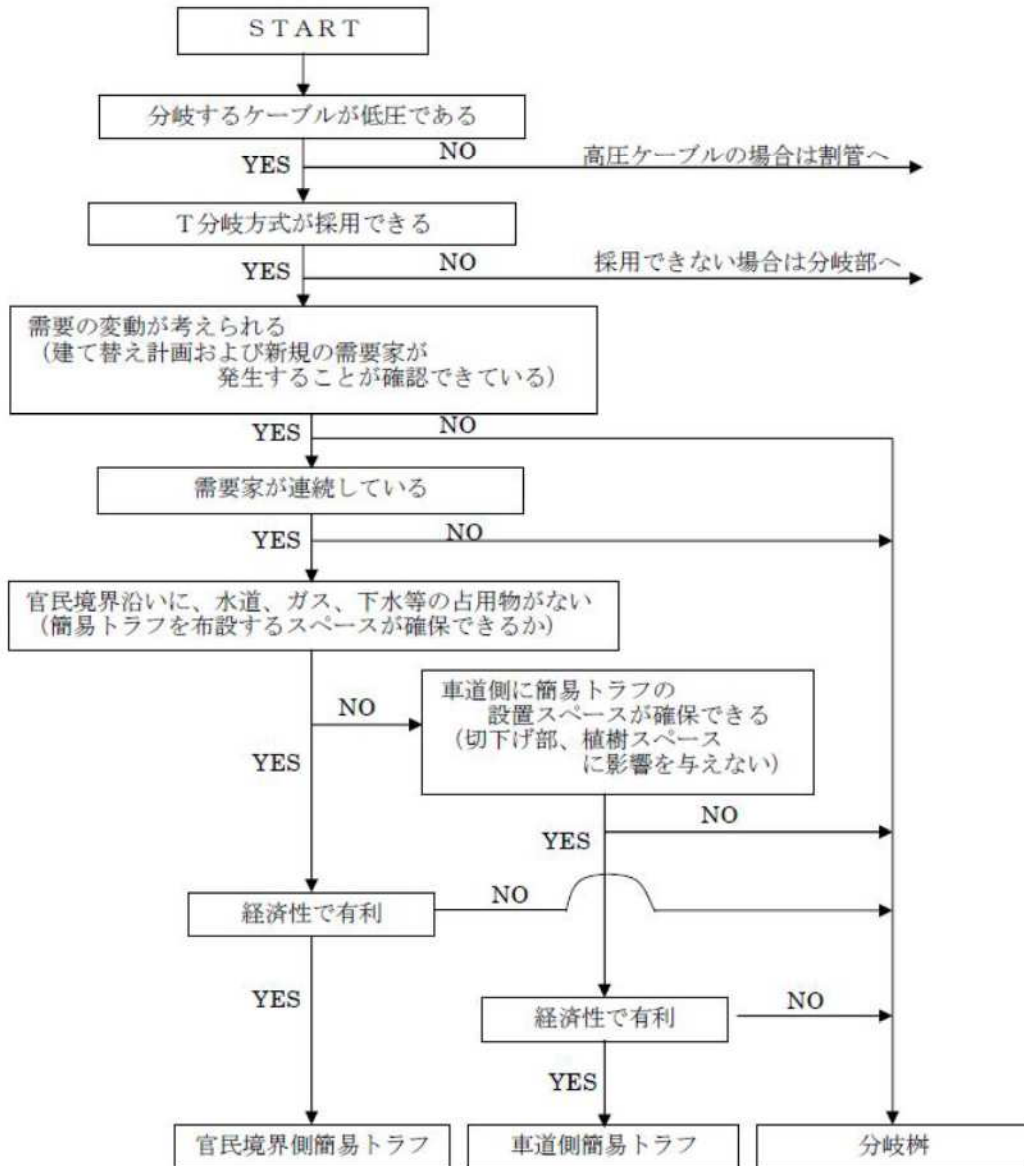 ＳＴＡＲＴ
分岐するケーブルが低圧である
YES
NO
高圧ケーブルの場合は割管へ
Ｔ分岐方式が採用できる
YES
NO
採用できない場合は分岐部へ
需要の変動が考えられる
（建て替え計画および新規の需要家が
発生することが確認できている）
YES
NO
需要家が連続している
YES
NO
官民境界沿いに、水道、ガス、下水等の占用物がない
（簡易トラフを布設するスペースが確保できるか）
NO
YES
車道側に簡易トラフの
設置スペースが確保できる
（切下げ部、植樹スペース
に影響を与えない）
YES
NO
経済性で有利
NO
YES
経済性で有利
NO
YES
官民境界側簡易トラフ
車道側簡易トラフ
分岐桝